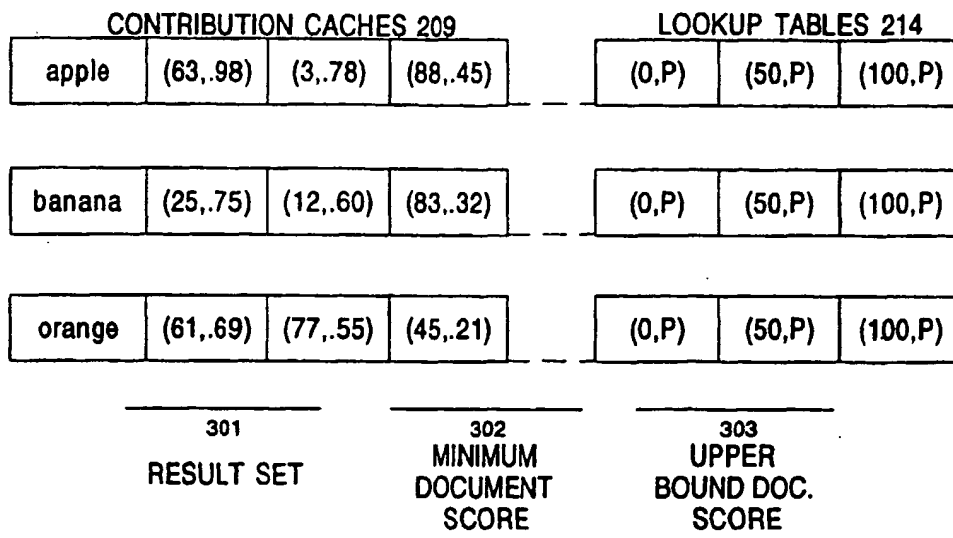 CONTRIBUTION CACHES 209 LOOKUP TABLES 214
apple (63,.98) (3,.78) (88,.45) (0,P) (50,P) (100,P)
banana (25,.75) (12,.60) (83,.32) (0,P) (50,P) (100,P)
orange (61,.69) (77,.55) (45,.21) (0,P) (50,P) (100,P)
301 302 303
RESULT SET
MINIMUM
DOCUMENT
SCORE
UPPER
BOUND DOC.
SCORE